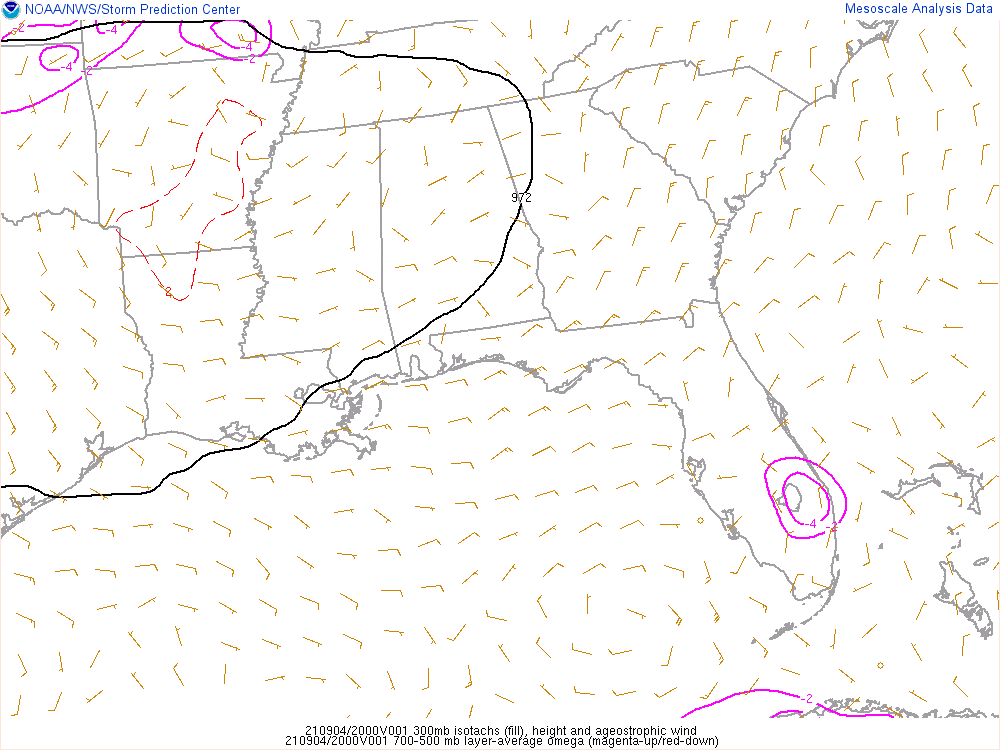 NOAA/NWS/Storm Prediction Center
Mesoscale Analysis Data
-2
-4
-4
-2
-4
-2
972
2
-4
-2
-2
210904/2000V001 300mb isotachs (fill), height and ageostrophic wind
210904/2000V001 700-500 mb layer-average omega (magenta-up/red-down)